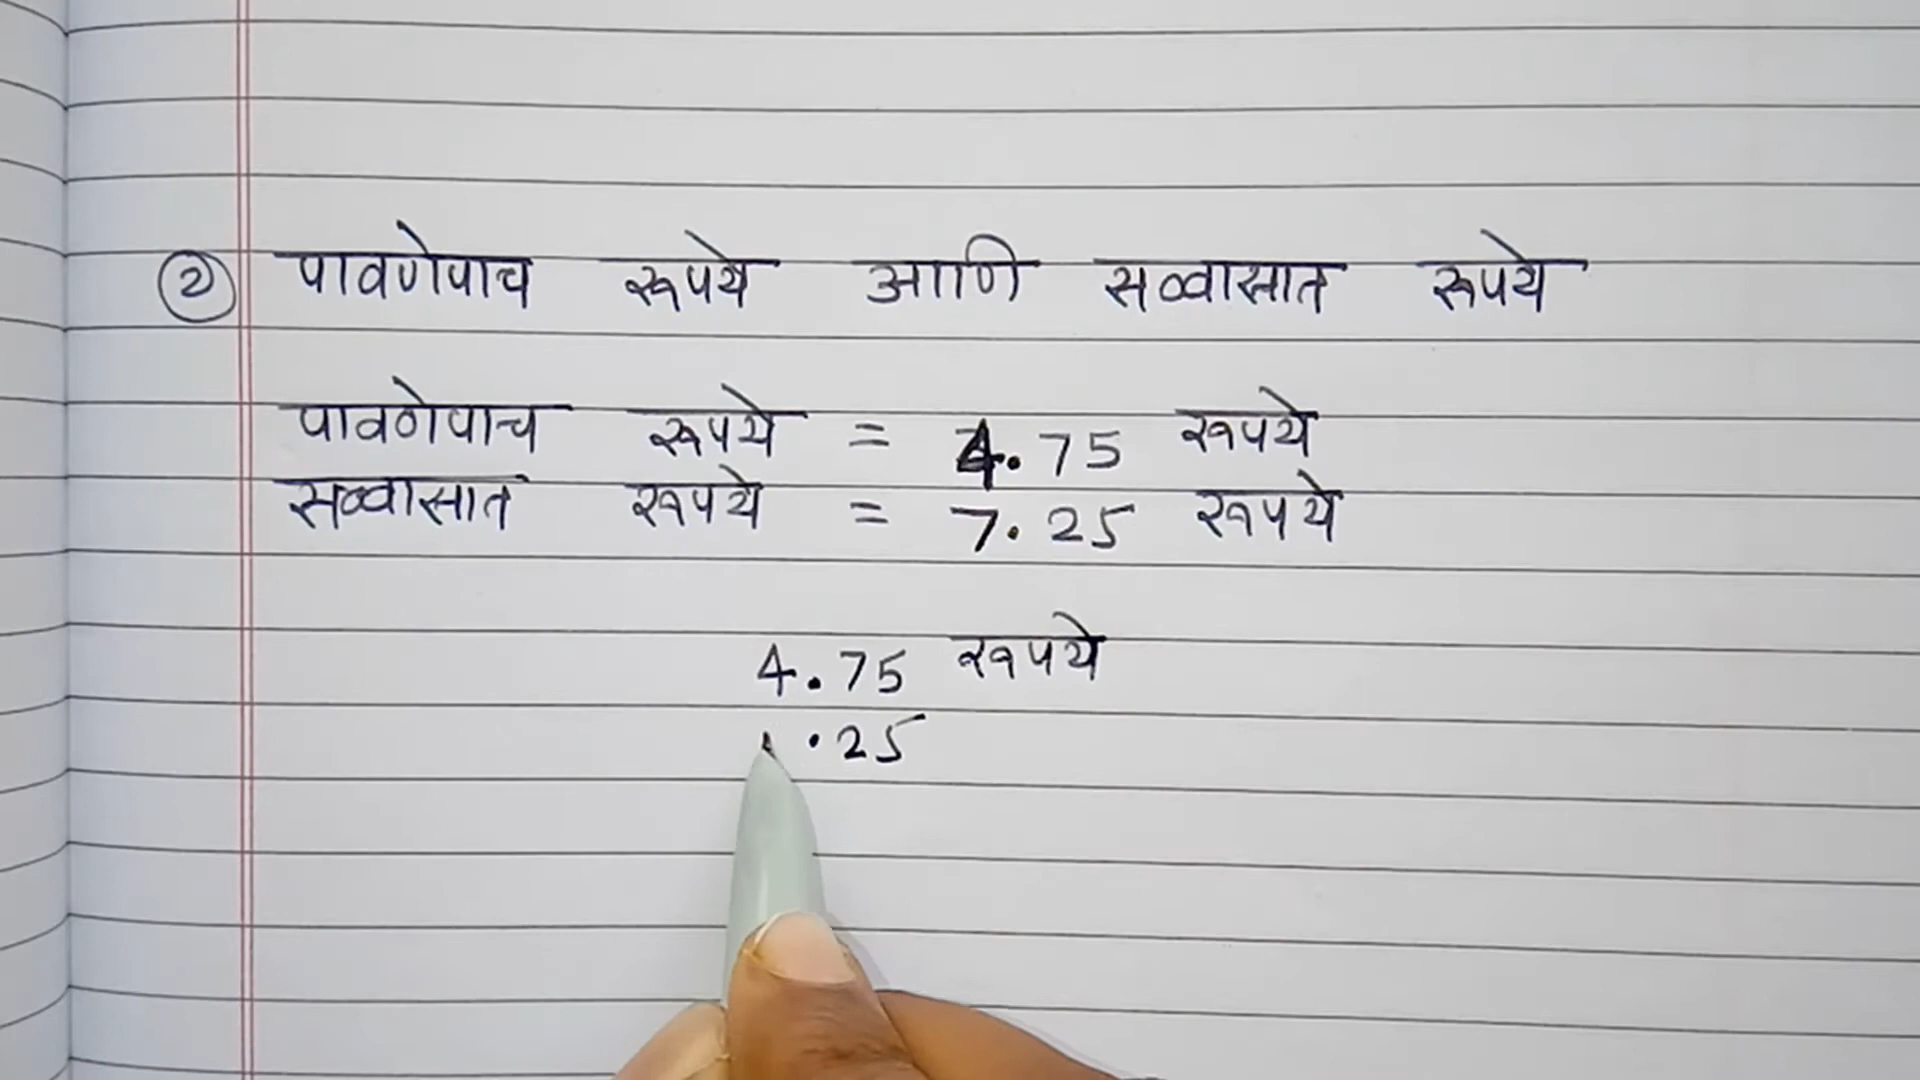 ② पावणेपाच रूपये आणि सव्वासात रूपये
पावणेपाच रूपये = 4.75 रूपये
सव्वासात रूपये = 7.25 रूपये
4.75 रूपये
.25